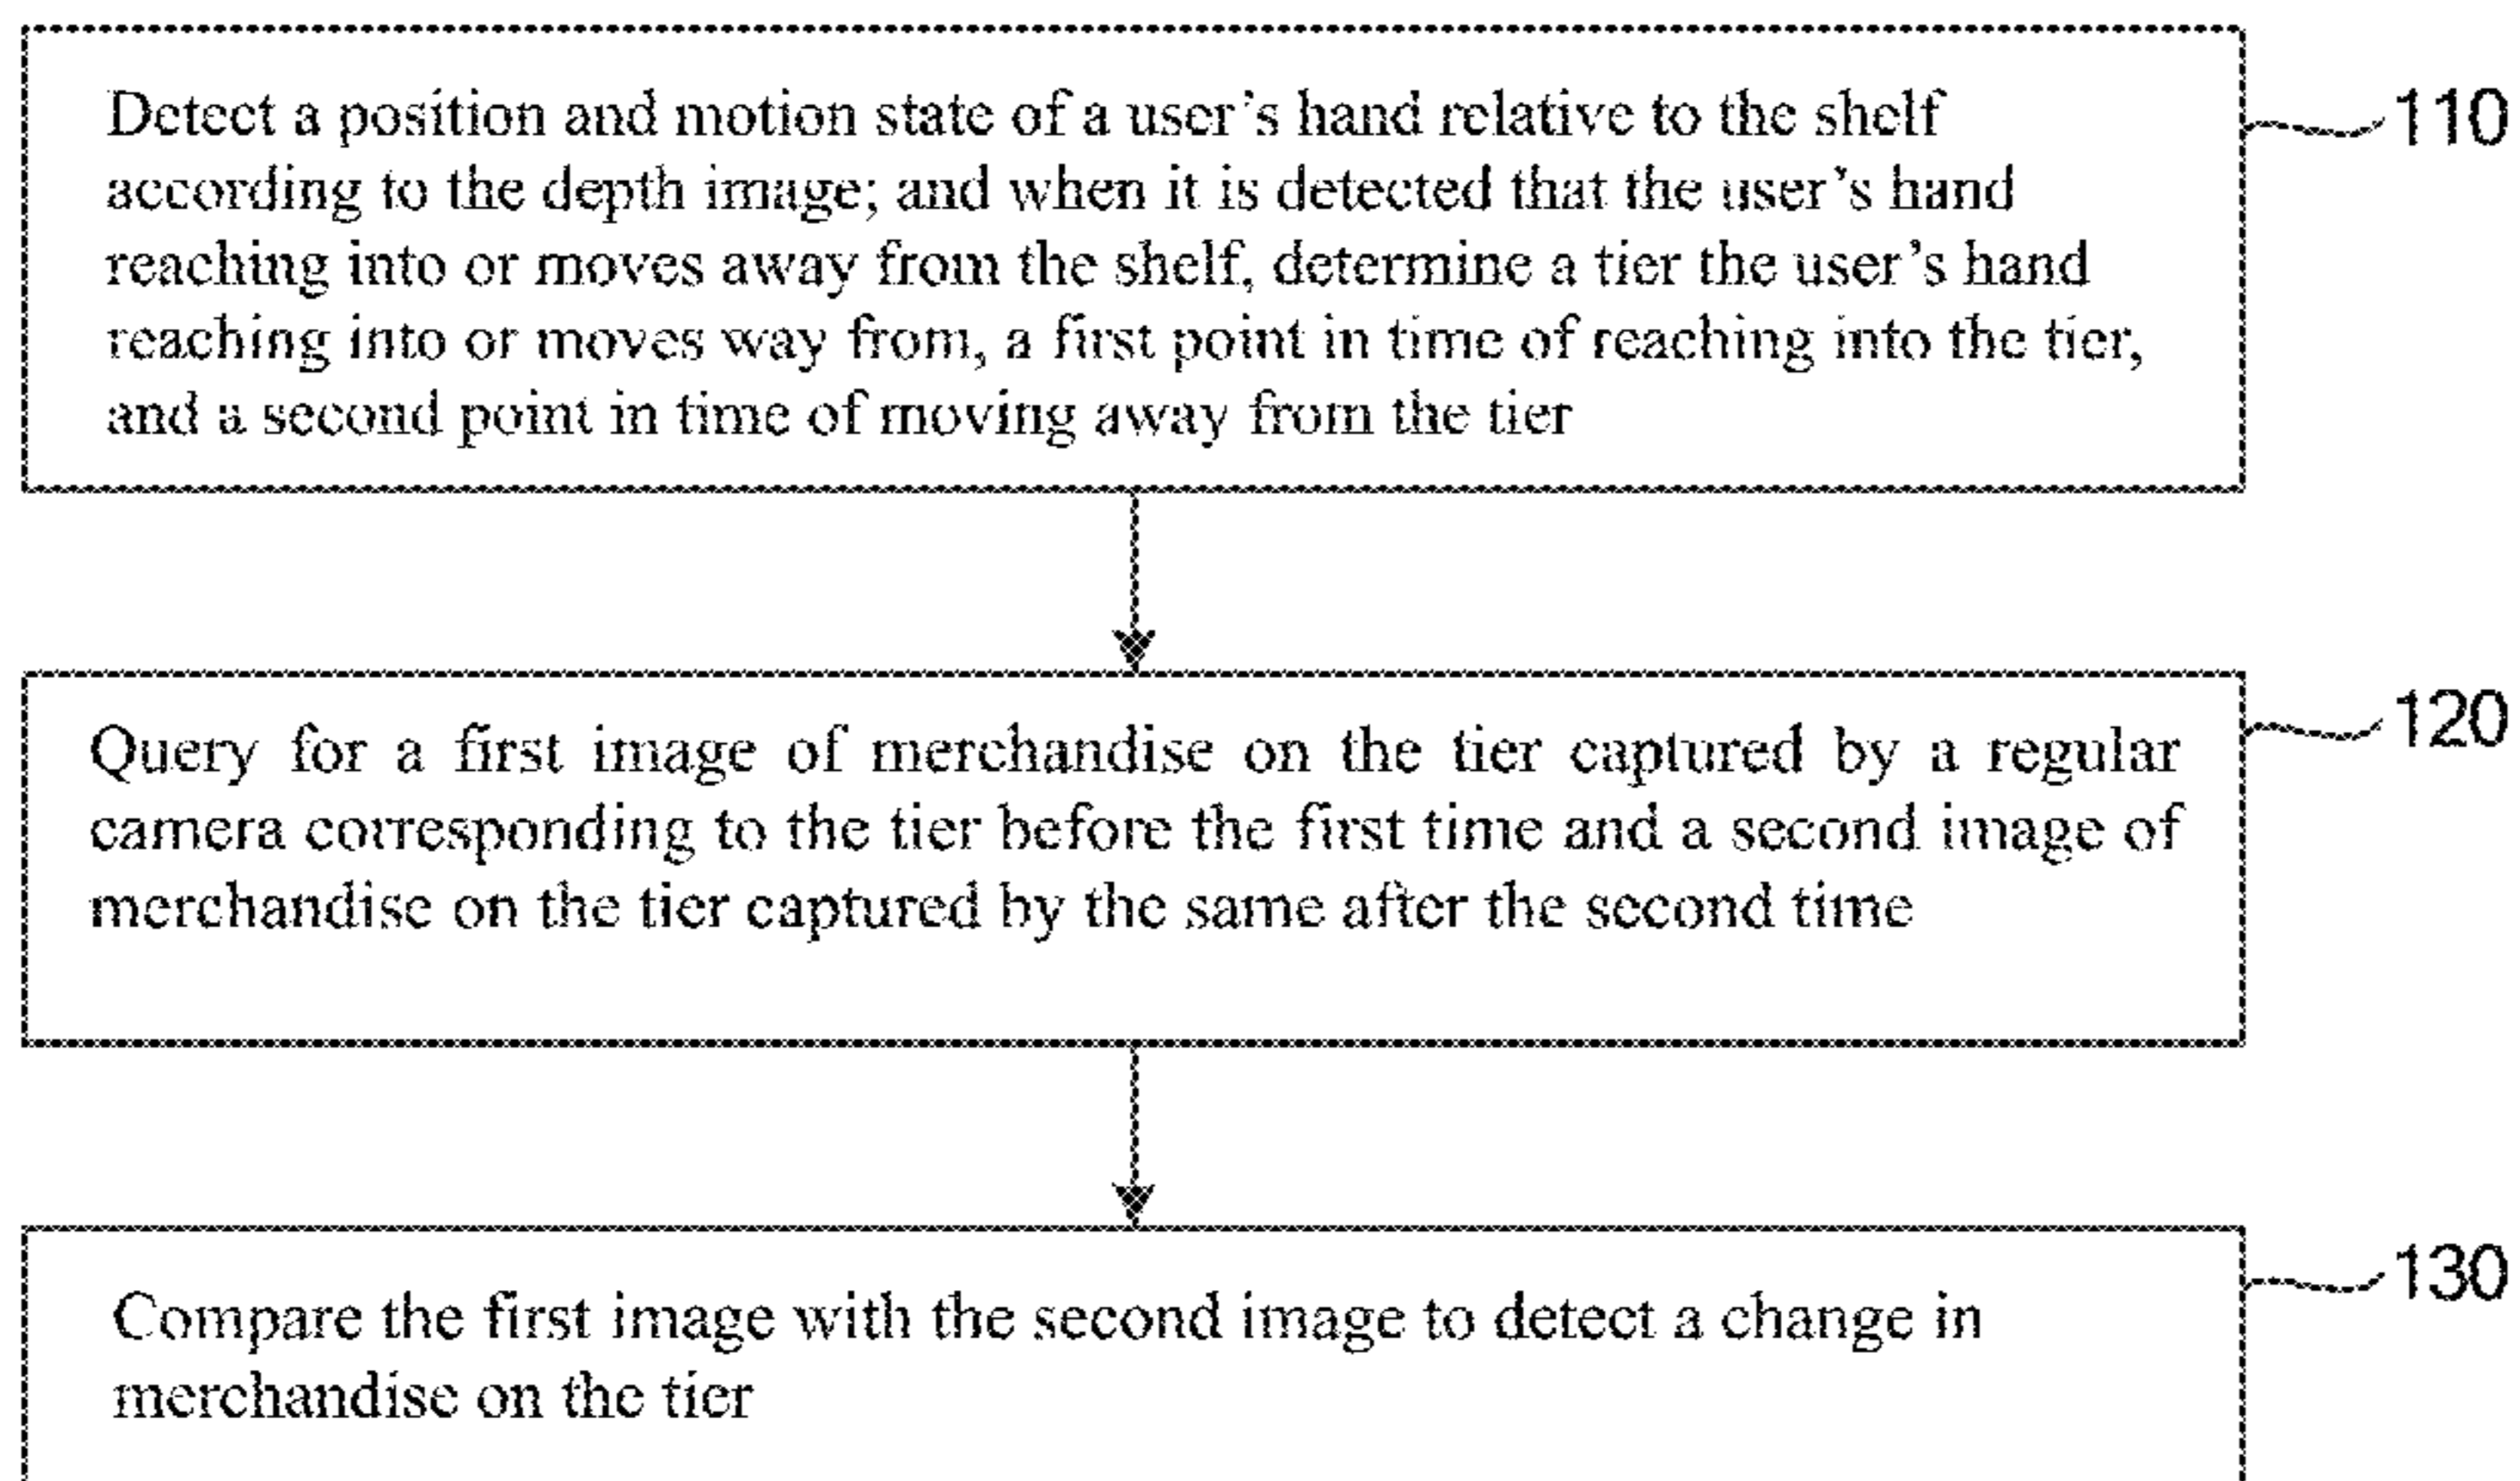 Detect a position and motion state of a user's hand relative to the shelf
according to the depth image; and when it is detected that the user's hand
reaching into or moves away from the shelf, determine a tier the user's hand
reaching into or moves way from, a first point in time of reaching into the tier,
and a second point in time of moving away from the tier
110
Query for a first image of merchandise on the tier captured by a regular
camera corresponding to the tier before the first time and a second image of
merchandise on the tier captured by the same after the second time
120
Compare the first image with the second image to detect a change in
merchandise on the tier
130